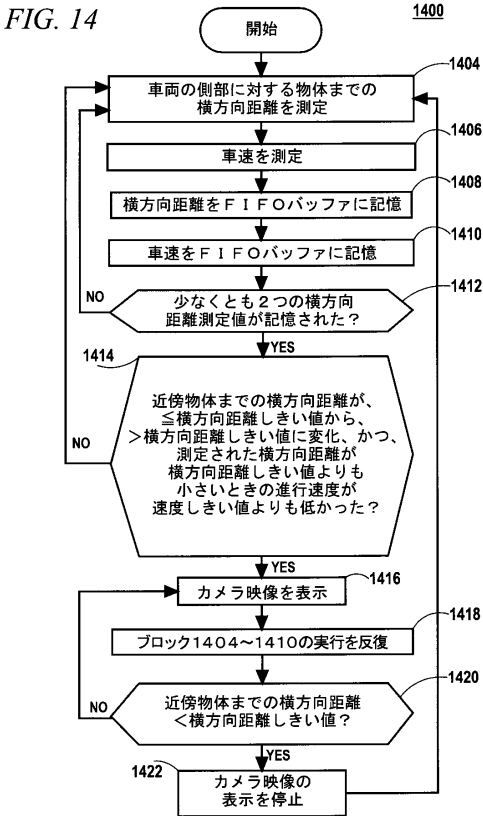 FIG. 14
1400
開始
1404
車両の側部に対する物体までの
横方向距離を測定
1406
車速を測定
1408
横方向距離をＦＩＦＯバッファに記憶
1410
車速をＦＩＦＯバッファに記憶
1412
少なくとも２つの横方向
距離測定値が記憶された？
NO
YES
1414
近傍物体までの横方向距離が、
≦横方向距離しきい値から、
＞横方向距離しきい値に変化、かつ、
測定された横方向距離が
横方向距離しきい値よりも
小さいときの進行速度が
速度しきい値よりも低かった？
NO
YES
1416
カメラ映像を表示
1418
ブロック１４０４～１４１０の実行を反復
1420
近傍物体までの横方向距離
＜横方向距離しきい値？
NO
YES
1422
カメラ映像の
表示を停止